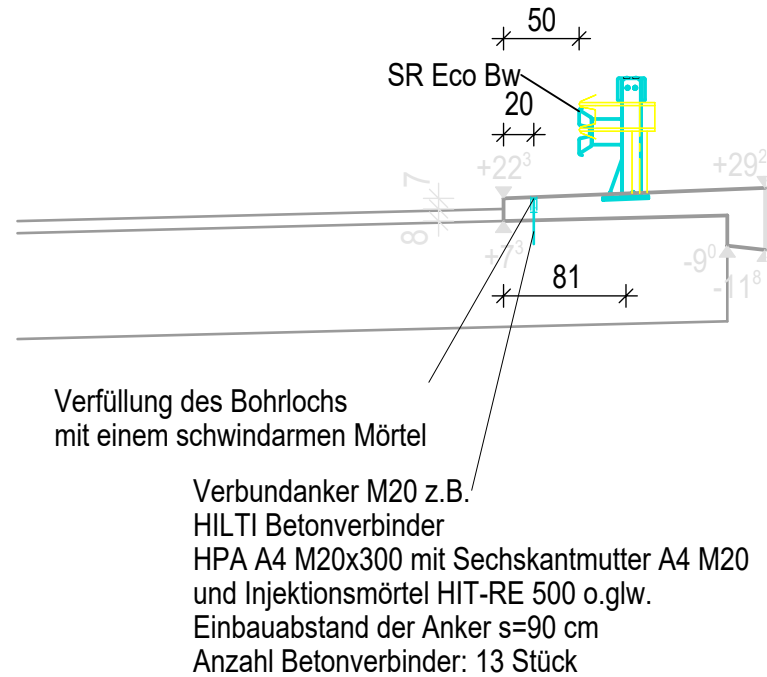 50
SR Eco Bw
20
+22³
+29²
7
8
+7³
-9⁰
-11⁸
81
Verfüllung des Bohrlochs
mit einem schwindarmen Mörtel
Verbundanker M20 z.B.
HILTI Betonverbinder
HPA A4 M20x300 mit Sechskantmutter A4 M20
und Injektionsmörtel HIT-RE 500 o.glw.
Einbauabstand der Anker s=90 cm
Anzahl Betonverbinder: 13 Stück